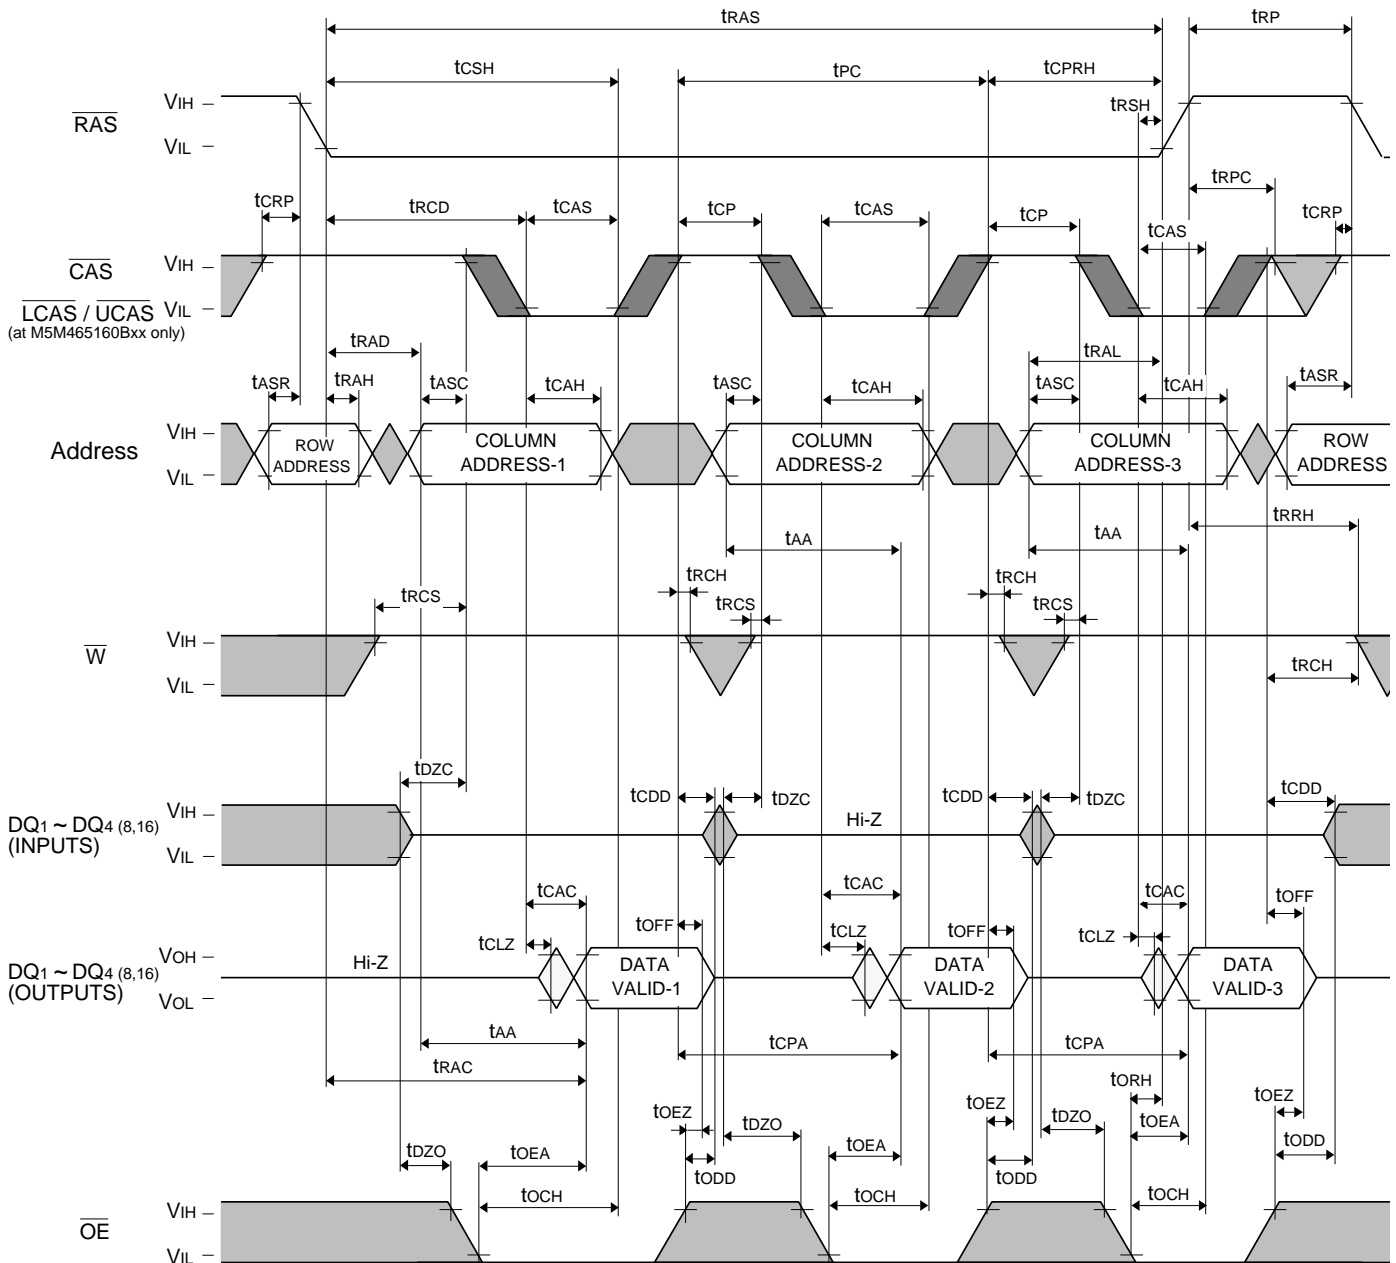 tRAS
tRP
tCSH
tPC
tCPRH
tRSH
RAS
VIH
VIL
tRPC
tCRP
tRCD
tCAS
tCP
tCAS
tCP
tCAS
tCRP
CAS
VIH
LCAS / UCAS
VIL
(at M5M465160Bxx only)
tRAD
tRAL
tASR
tRAH
tASC
tCAH
tASC
tCAH
tASC
tCAH
tASR
Address
VIH
VIL
ROW
ADDRESS
COLUMN
ADDRESS-1
COLUMN
ADDRESS-2
COLUMN
ADDRESS-3
ROW
ADDRESS
tRRH
tAA
tAA
tRCH
tRCH
tRCS
tRCS
tRCS
W
VIH
VIL
tRCH
tDZC
tCDD
tDZC
tCDD
tDZC
tCDD
DQ1 ~ DQ4 (8,16)
(INPUTS)
VIH
VIL
Hi-Z
tCAC
tCAC
tCAC
tOFF
tOFF
tOFF
tCLZ
tCLZ
tCLZ
DQ1 ~ DQ4 (8,16)
(OUTPUTS)
VOH
VOL
Hi-Z
DATA
VALID-1
DATA
VALID-2
DATA
VALID-3
tAA
tCPA
tCPA
tRAC
tORH
tOEZ
tOEZ
tOEZ
tDZO
tOEA
tDZO
tOEA
tDZO
tOEA
tODD
tODD
tODD
tOCH
tOCH
tOCH
OE
VIH
VIL